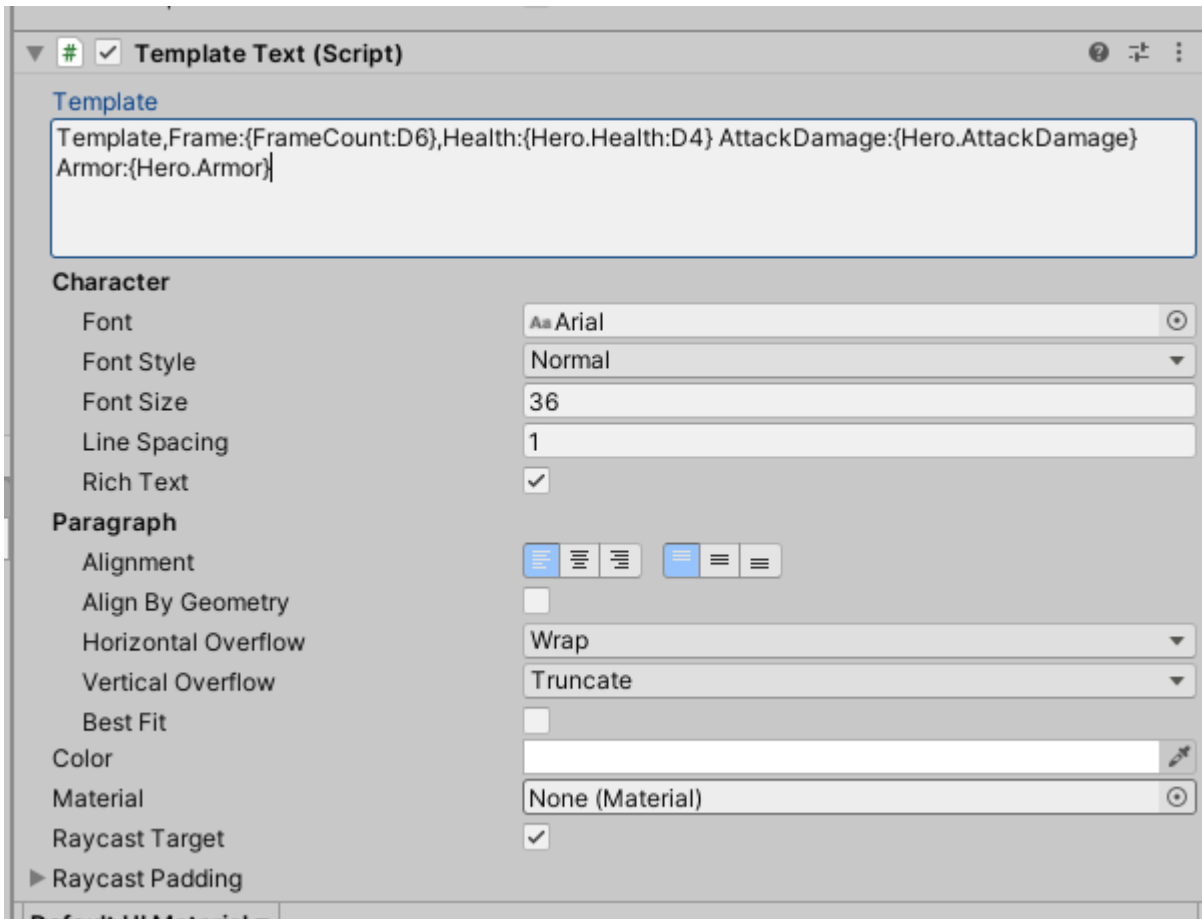 Template Text (Script)
Template
Template,Frame:{FrameCount:D6},Health:{Hero.Health:D4} AttackDamage:{Hero.AttackDamage}
Armor:{Hero.Armor}
Character
Font Aa Arial
Font Style Normal
Font Size 36
Line Spacing 1
Rich Text
Paragraph
Alignment
Align By Geometry
Horizontal Overflow Wrap
Vertical Overflow Truncate
Best Fit
Color
Material None (Material)
Raycast Target
Raycast Padding